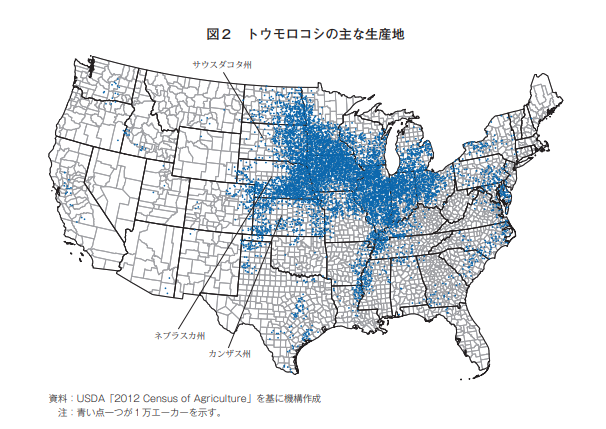 図２　トウモロコシの主な生産地
サウスダコタ州
ネブラスカ州
カンザス州
資料：USDA「2012 Census of Agriculture」を基に機構作成
注：青い点一つが１万エーカーを示す。